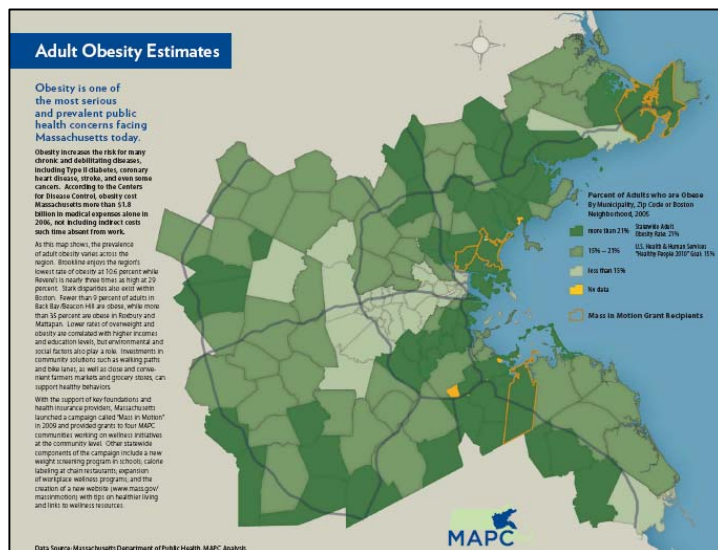 Adult Obesity Estimates
Obesity is one of
the most serious
and prevalent public
health concerns facing
Massachusetts today.
Obesity increases the risk for many
chronic and debilitating diseases,
including Type II diabetes, coronary
heart disease, stroke, and even some
cancers. According to the Centers
for Disease Control, obesity cost
Massachusetts more than $1.8
billion in medical expenses alone in
2006, not including indirect costs
such time absent from work.
As this map shows, the prevalence
of adult obesity varies across the
region. Brookline enjoys the region's
lowest rate of obesity at 10.6 percent while
Revere's is nearly three times as high at 29
percent. Stark disparities also exist within
Boston. Fewer than 9 percent of adults in
Back Bay/Beacon Hill are obese, while more
than 35 percent are obese in Roxbury and
Mattapan. Lower rates of overweight and
obesity are correlated with higher incomes
and education levels, but environmental and
social factors also play a role. Investments in
community solutions such as walking paths
and bike lanes, as well as close and conve-
nient farmers markets and grocery stores, can
support healthy behaviors.
With the support of key foundations and
health insurance providers, Massachusetts
launched a campaign called "Mass in Motion"
in 2009 and provided grants to four MAPC
communities working on wellness initiatives
at the community level. Other statewide
components of the campaign include a new
weight screening program in schools; calorie
labeling at chain restaurants; expansion
of workplace wellness programs; and the
creation of a new website (www.mass.gov/
massinmotion) with tips on healthier living
and links to wellness resources.
Data Source: Massachusetts Department of Public Health, MAPC Analysis
Percent of Adults who are Obese
By Municipality, Zip Code or Boston
Neighborhood, 2005
more than 21%
Statewide Adult
Obesity Rate: 21%
15% - 21%
U.S. Health & Human Services
"Healthy People 2010" Goal: 15%
less than 15%
No data
Mass in Motion Grant Recipients
MAPC